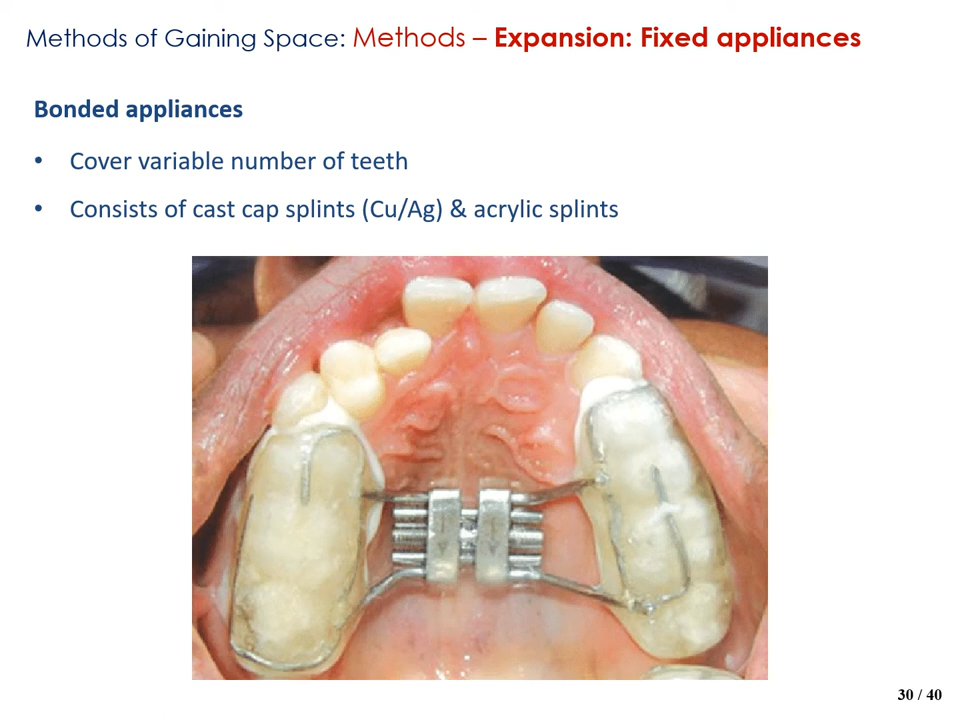 Methods of Gaining Space: Methods – Expansion: Fixed appliances
Bonded appliances
• Cover variable number of teeth
• Consists of cast cap splints (Cu/Ag) & acrylic splints
30 / 40